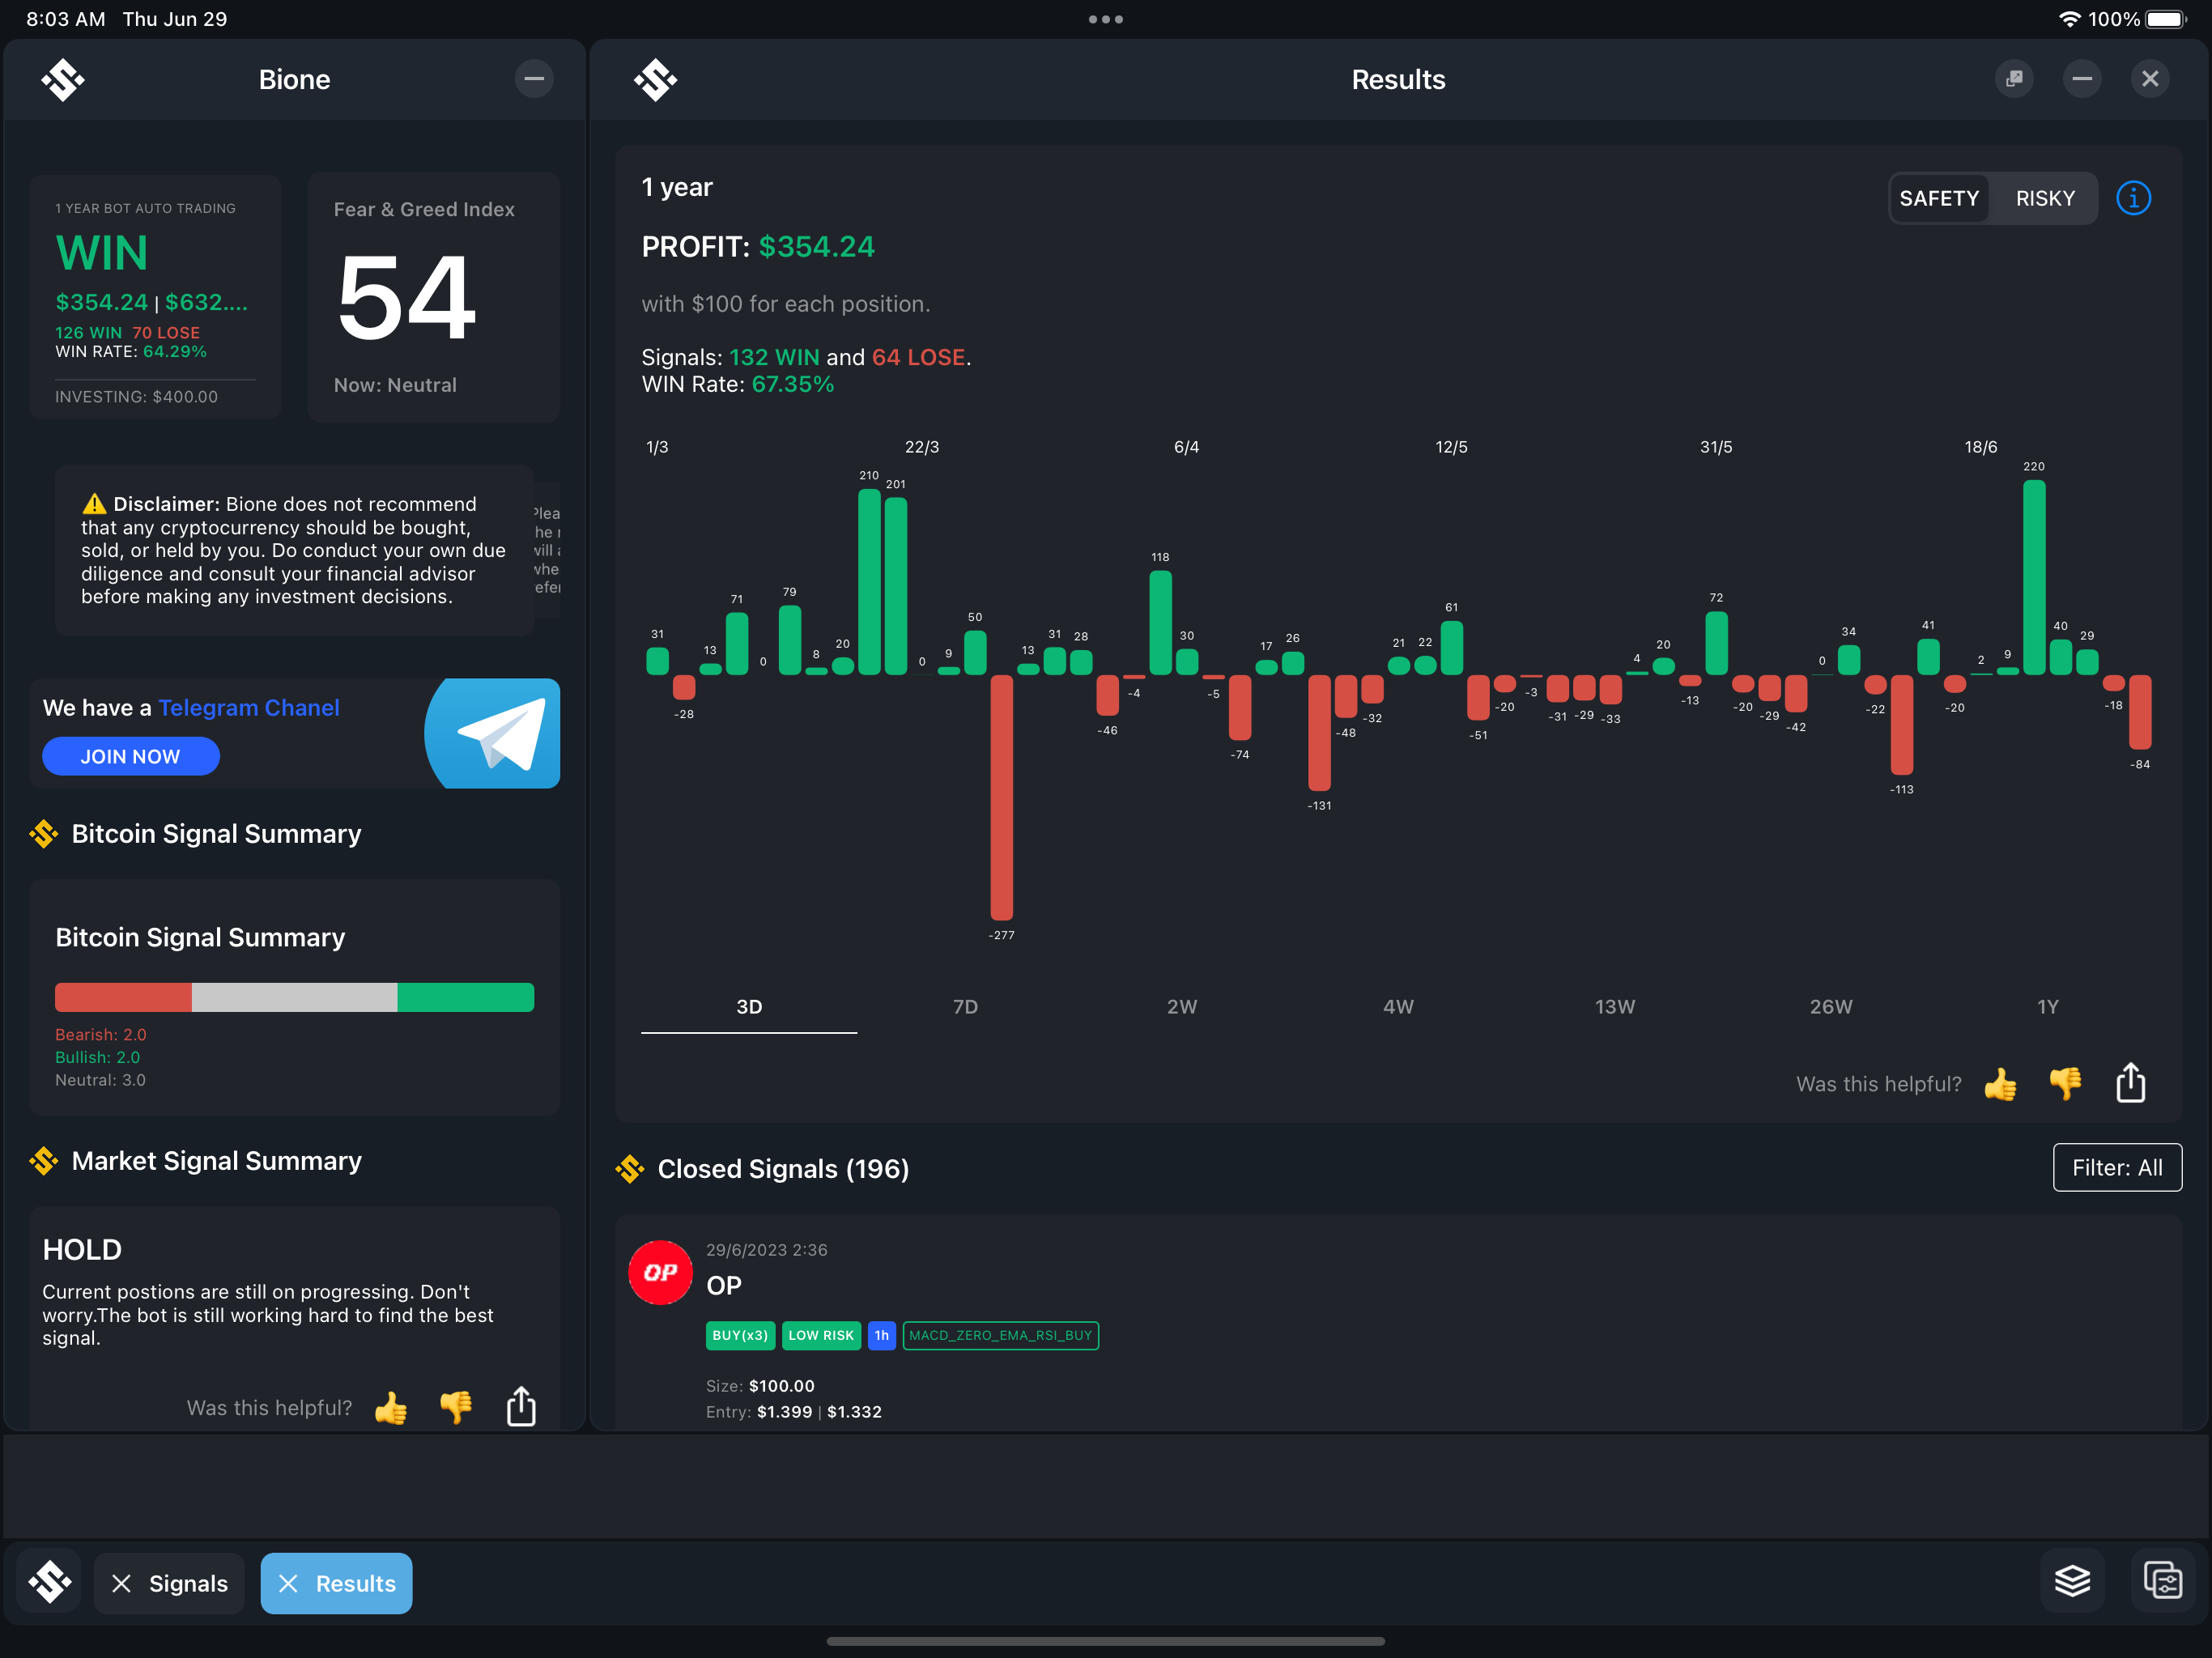 8:03 AM Thu Jun 29
100%
Bione
1 YEAR BOT AUTO TRADING
WIN
$354.24 | $632....
126 WIN 70 LOSE
WIN RATE: 64.29%
INVESTING: $400.00
Fear & Greed Index
54
Now: Neutral
⚠️ Disclaimer: Bione does not recommend
that any cryptocurrency should be bought,
sold, or held by you. Do conduct your own due
diligence and consult your financial advisor
before making any investment decisions.
We have a Telegram Chanel
JOIN NOW
Bitcoin Signal Summary
Bitcoin Signal Summary
Bearish: 2.0
Bullish: 2.0
Neutral: 3.0
Market Signal Summary
HOLD
Current postions are still on progressing. Don't
worry.The bot is still working hard to find the best
signal.
Was this helpful?
Results
1 year
SAFETY RISKY
PROFIT: $354.24
with $100 for each position.
Signals: 132 WIN and 64 LOSE.
WIN Rate: 67.35%
1/3 22/3 6/4 12/5 31/5 18/6
31 -28 13 71 0 79 8 20 210 201 0 9 50 -277 13 31 28 -46 -4 118 30 -5 -74 17 26 -131 -48 -32 21 22 61 -51 -20 -3 -31 -29 -33 4 20 -13 72 -20 -29 -42 0 34 -22 -113 41 -20 2 9 220 40 29 -18 -84
3D 7D 2W 4W 13W 26W 1Y
Was this helpful?
Closed Signals (196)
Filter: All
OP
29/6/2023 2:36
OP
BUY(x3) LOW RISK 1h MACD_ZERO_EMA_RSI_BUY
Size: $100.00
Entry: $1.399 | $1.332
Signals
Results